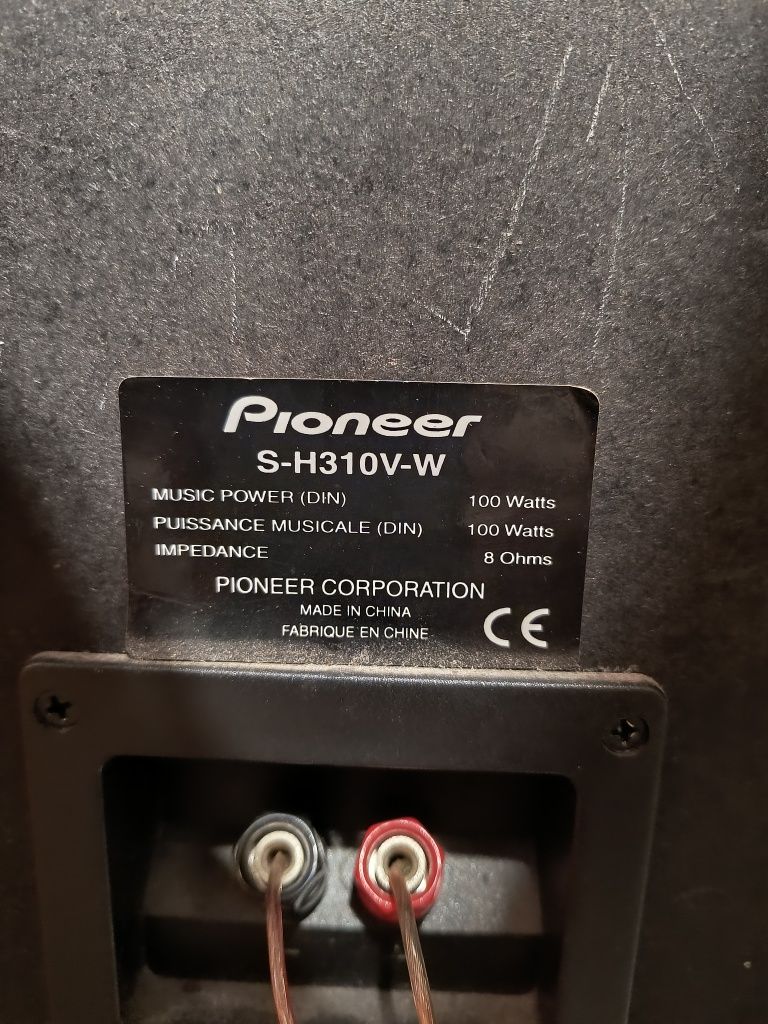 Pioneer
S-H310V-W
MUSIC POWER (DIN) 100 Watts
PUISSANCE MUSICALE (DIN) 100 Watts
IMPEDANCE 8 Ohms
PIONEER CORPORATION
MADE IN CHINA
FABRIQUE EN CHINE
CE